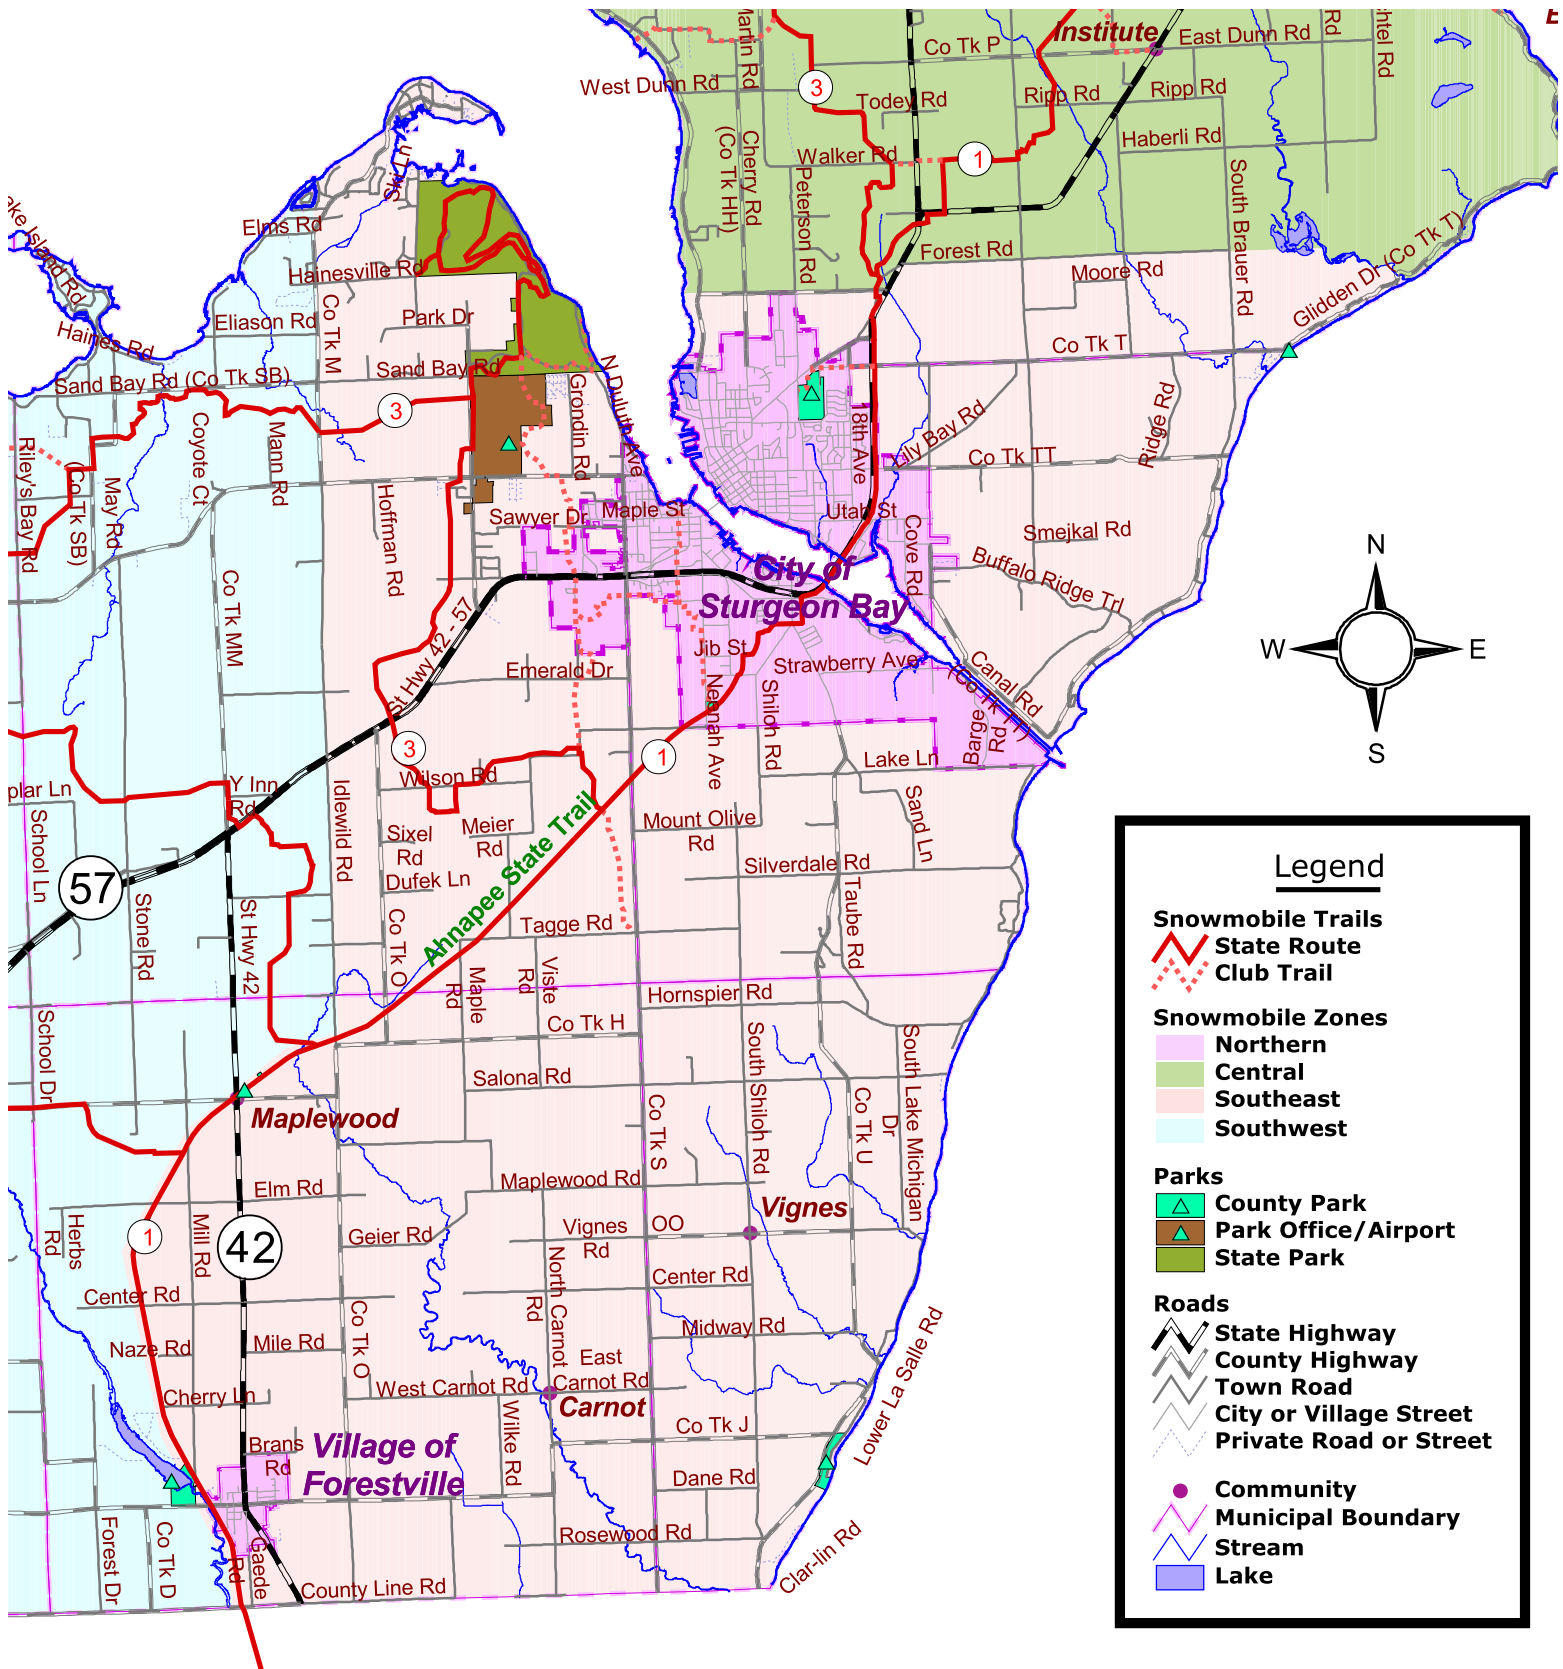 Institute
Co Tk P
East Dunn Rd
Rd
Martin Rd
West Dunn Rd
3
Todey Rd
Ripp Rd
Ripp Rd
Haberli Rd
Walker Rd
1
Cherry Rd
(Co Tk HH)
Peterson Rd
South Brauer Rd
Ski Ln
Elms Rd
Hainesville Rd
Forest Rd
Moore Rd
Glidden Dr (Co Tk T)
Island Rd
Haines Rd
Eliason Rd
Co Tk M
Park Dr
Sand Bay Rd
Sand Bay Rd (Co Tk SB)
3
Co Tk T
N Duluth Ave
Grondin Rd
18th Ave
Lilly Bay Rd
Ridge Rd
Co Tk TT
Riley's Bay Rd
(Co Tk SB)
May Rd
Coyote Ct
Mann Rd
Hoffman Rd
Sawyer Dr
Maple St
Utah St
Cove Rd
Smejkal Rd
Buffalo Ridge Trl
City of
Sturgeon Bay
Co Tk MM
St Hwy 42 - 57
Emerald Dr
Jib St
Strawberry Ave
Canal Rd
(Co Tk TT)
Neenah Ave
Shiloh Rd
Barge
Rd
Lake Ln
3
1
Wilson Rd
Y Inn
Rd
School Ln
Idlewild Rd
Sixel
Rd
Meier
Rd
Dufek Ln
Ahnapee State Trail
Mount Olive
Rd
Silverdale Rd
Sand Ln
Taube Rd
57
Stone Rd
St Hwy 42
Co Tk O
Tagge Rd
Maple
Rd
Viste
Rd
Hornspier Rd
Co Tk H
School Dr
Salona Rd
South Shiloh Rd
South Lake Michigan
Dr
Co Tk U
Co Tk S
Maplewood
Maplewood Rd
Elm Rd
Vignes
Herbs
Rd
1
Mill Rd
42
Geier Rd
Vignes
Rd
OO
Center Rd
North Carnot
Rd
Center Rd
Naze Rd
Mile Rd
Co Tk O
Midway Rd
East
Carnot Rd
West Carnot Rd
Cherry Ln
Carnot
Lower La Salle Rd
Wilke Rd
Co Tk J
Brans
Rd
Village of
Forestville
Dane Rd
Forest Dr
Co Tk D
Gaede
Rd
Rosewood Rd
County Line Rd
Clar-lin Rd
N
W
E
S
Legend
Snowmobile Trails
State Route
Club Trail
Snowmobile Zones
Northern
Central
Southeast
Southwest
Parks
County Park
Park Office/Airport
State Park
Roads
State Highway
County Highway
Town Road
City or Village Street
Private Road or Street
Community
Municipal Boundary
Stream
Lake